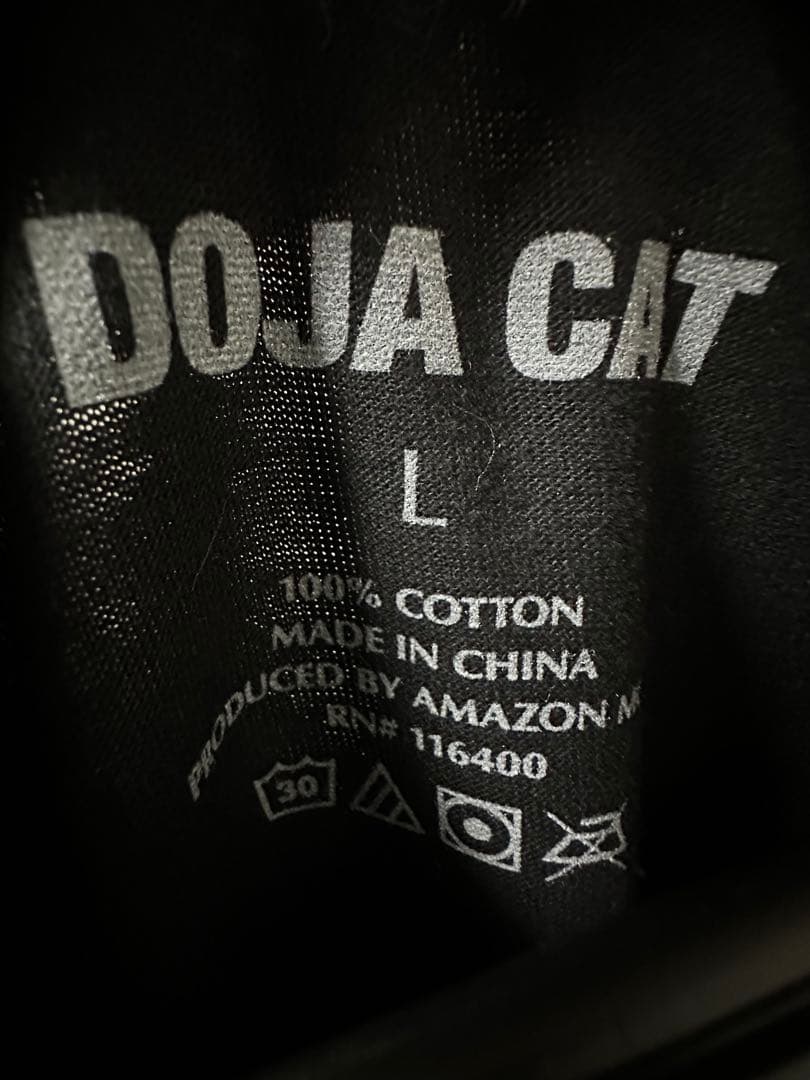 DOJA CAT
L
100% COTTON
MADE IN CHINA
PRODUCED BY AMAZON
RN# 116400
30